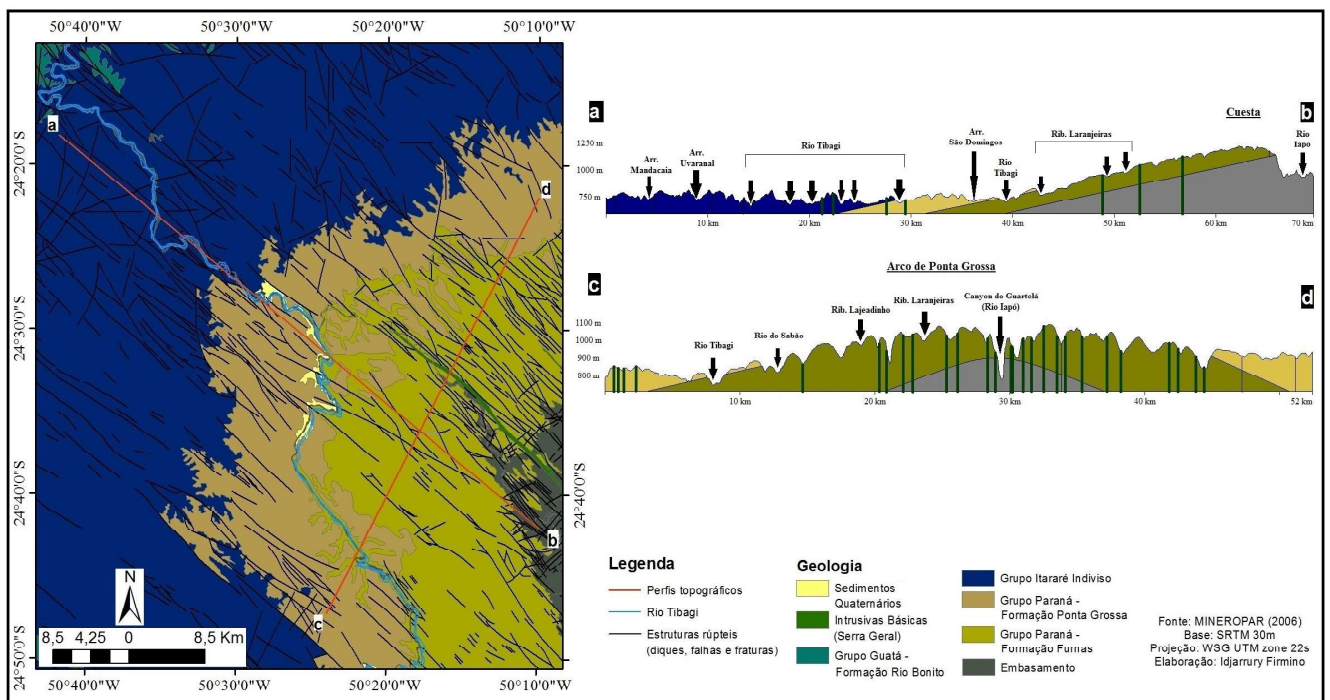 50°40'0"W 50°30'0"W 50°20'0"W 50°10'0"W
24°20'0"S
24°30'0"S
24°40'0"S
24°50'0"S
24°40'0"S
50°40'0"W 50°30'0"W 50°20'0"W 50°10'0"W
a
d
b
c
N
8,5 4,25 0 8,5 Km
a
b
Cuesta
1250 m
1000 m
750 m
Arr.
Mandacaia
Arr.
Uvaranal
Rio Tibagi
Arr.
São Domingos
Rio
Tibagi
Rib. Laranjeiras
Rio
Iapo
10 km 20 km 30 km 40 km 50 km 60 km 70 km
c
d
Arco de Ponta Grossa
1100 m
1000 m
900 m
800 m
Rio Tibagi
Rio do Sabão
Rib. Lajeadinho
Rib. Laranjeiras
Canyon do Guartelá
(Rio Iapó)
10 km 20 km 30 km 40 km 52 km
Legenda
Perfis topográficos
Rio Tibagi
Estruturas rúpteis
(diques, falhas e fraturas)
Geologia
Sedimentos
Quaternários
Intrusivas Básicas
(Serra Geral)
Grupo Guatá -
Formação Rio Bonito
Grupo Itararé Indiviso
Grupo Paraná -
Formação Ponta Grossa
Grupo Paraná -
Formação Furnas
Embasamento
Fonte: MINEROPAR (2006)
Base: SRTM 30m
Projeção: WSG UTM zone 22s
Elaboração: Idjarrury Firmino